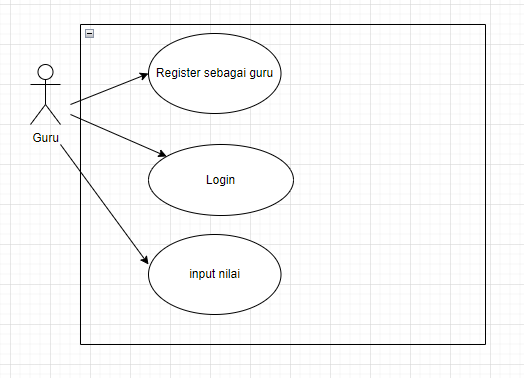 Register sebagai guru
Guru
Login
input nilai